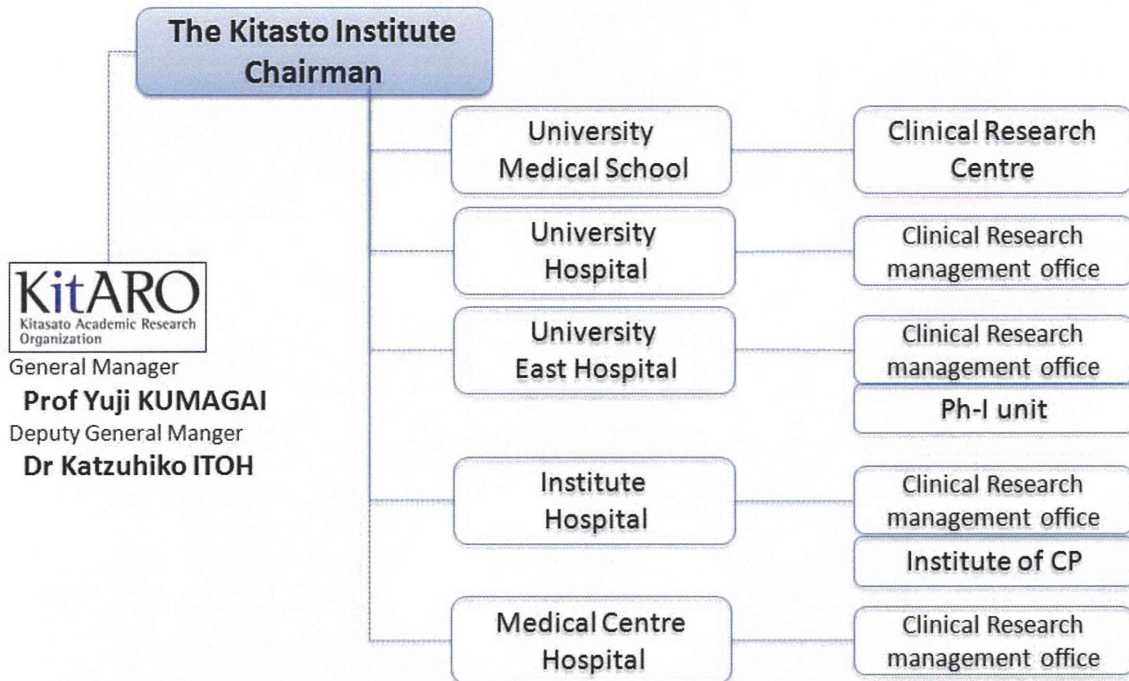 The Kitasto Institute
Chairman
University
Medical School
Clinical Research
Centre
University
Hospital
Clinical Research
management office
KitARO
Kitasato Academic Research
Organization
General Manager
Prof Yuji KUMAGAI
Deputy General Manger
Dr Katzuhiko ITOH
University
East Hospital
Clinical Research
management office
Ph-I unit
Institute
Hospital
Clinical Research
management office
Institute of CP
Medical Centre
Hospital
Clinical Research
management office